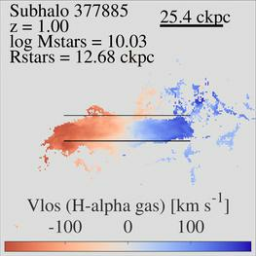 Subhalo 377885
z = 1.00
log Mstars = 10.03
Rstars = 12.68 ckpc
25.4 ckpc
Vlos (H-alpha gas) [km s⁻¹]
-100 0 100